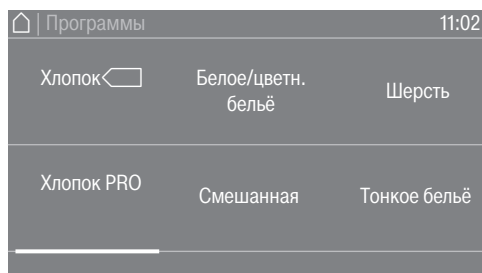 | Программы 11:02
Хлопок Белое/цветн. бельё Шерсть
Хлопок PRO Смешанная Тонкое бельё